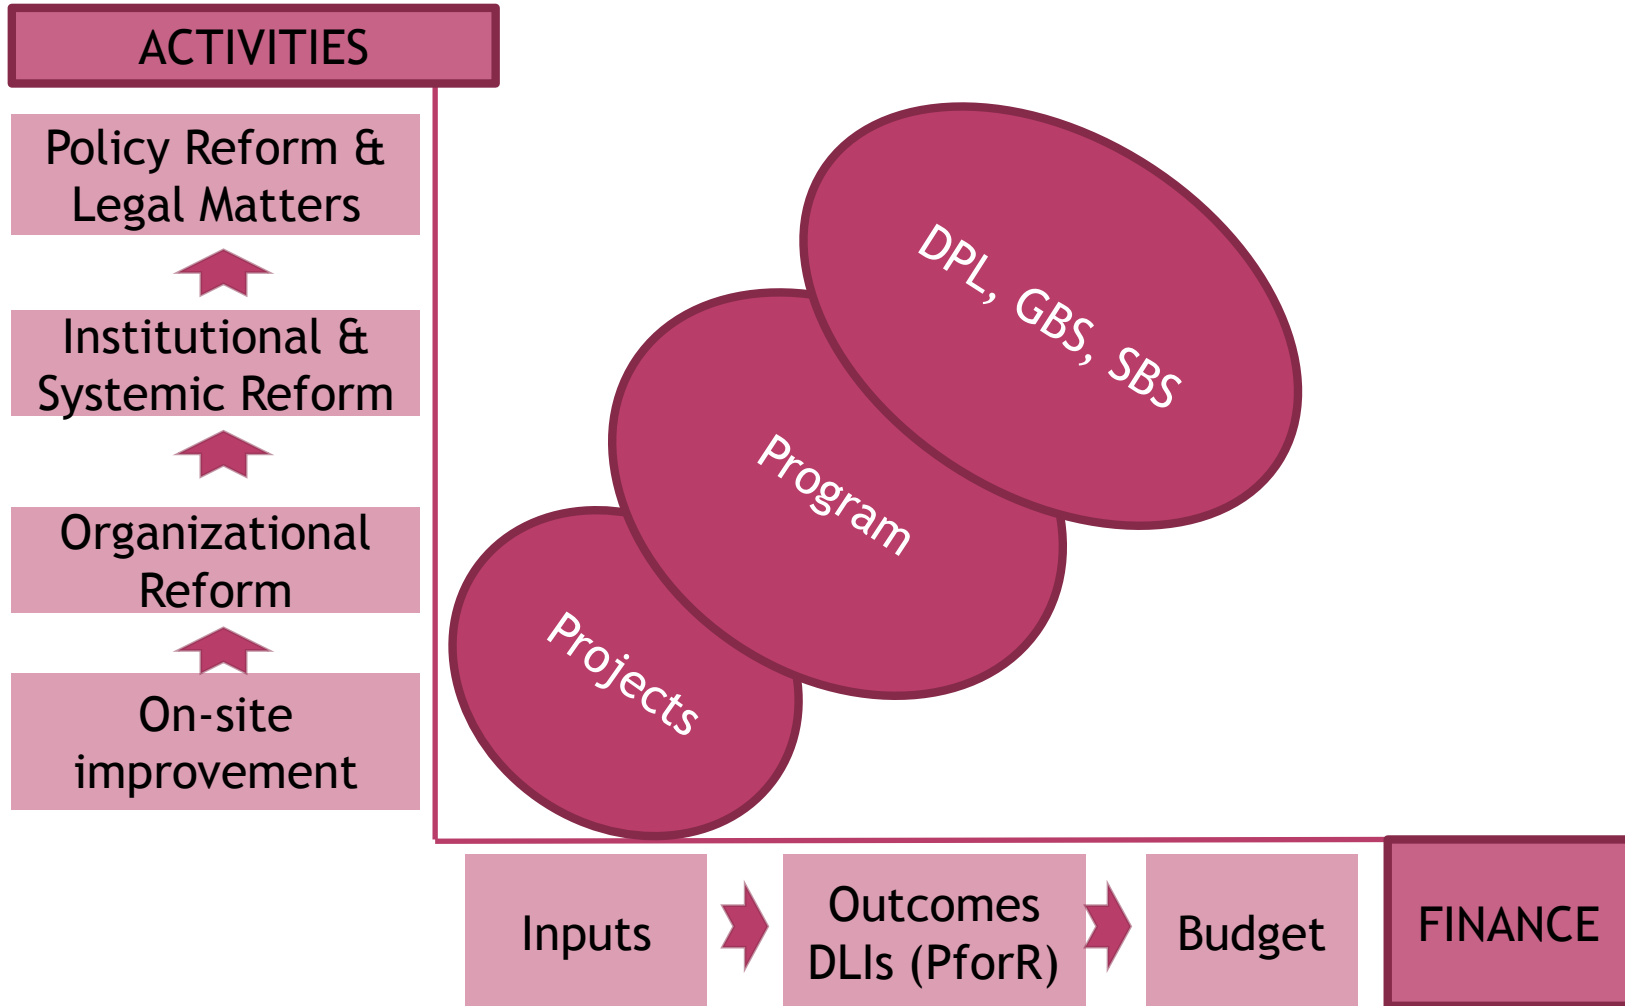 ACTIVITIES
Policy Reform &
Legal Matters
Institutional &
Systemic Reform
Organizational
Reform
On-site
improvement
DPL, GBS, SBS
Program
Projects
Inputs
Outcomes
DLIs (PforR)
Budget
FINANCE